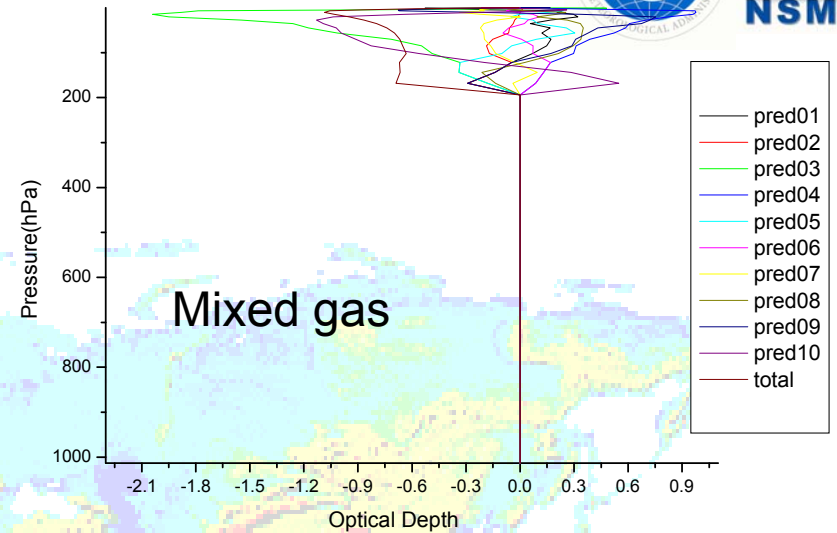 NSM
pred01
pred02
pred03
pred04
pred05
pred06
pred07
pred08
pred09
pred10
total
Pressure(hPa)
200
400
600
800
1000
Mixed gas
-2.1 -1.8 -1.5 -1.2 -0.9 -0.6 -0.3 0.0 0.3 0.6 0.9
Optical Depth